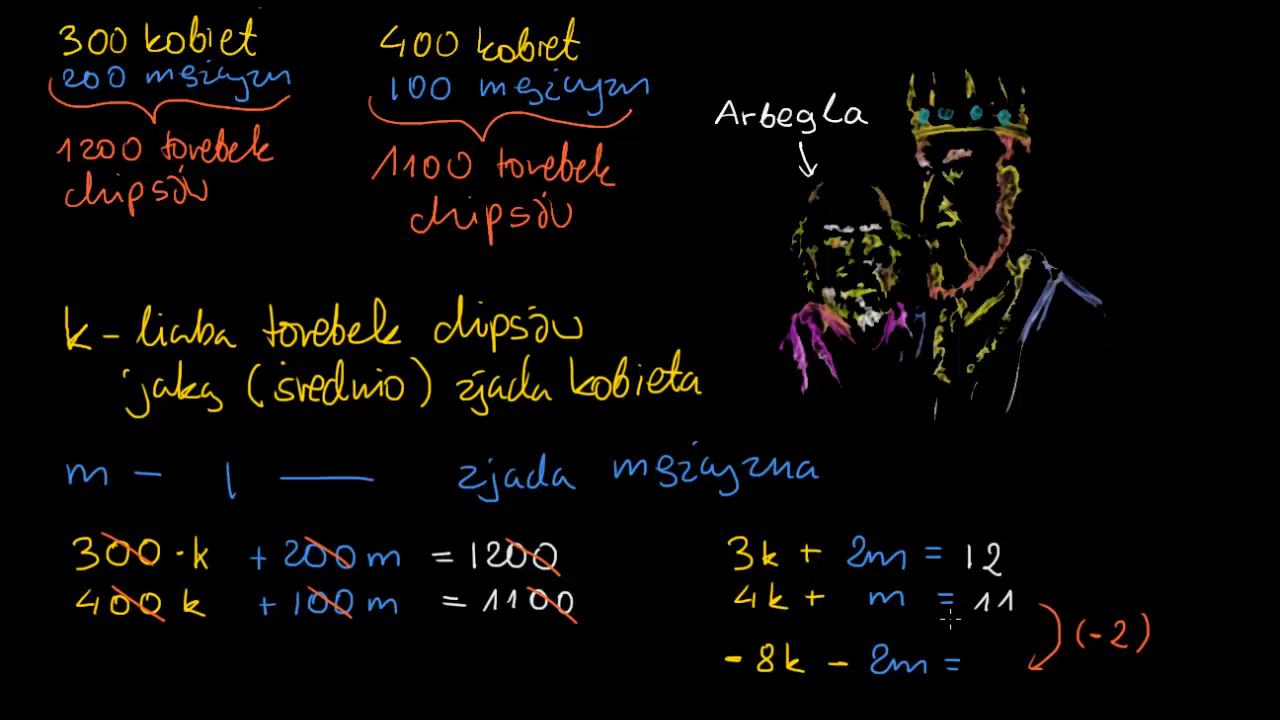 300 kobiet
200 mężczyzn
1200 torebek
chipsów
400 kobiet
100 mężczyzn
1100 torebek
chipsów
Arbegla
k - liczba torebek chipsów
jaką (średnio) zjada kobieta
m - | — zjada mężczyzna
300 · k + 200 m = 1200
400 k + 100 m = 1100
3k + 2m = 12
4k + m = 11
(-2)
- 8k - 2m =